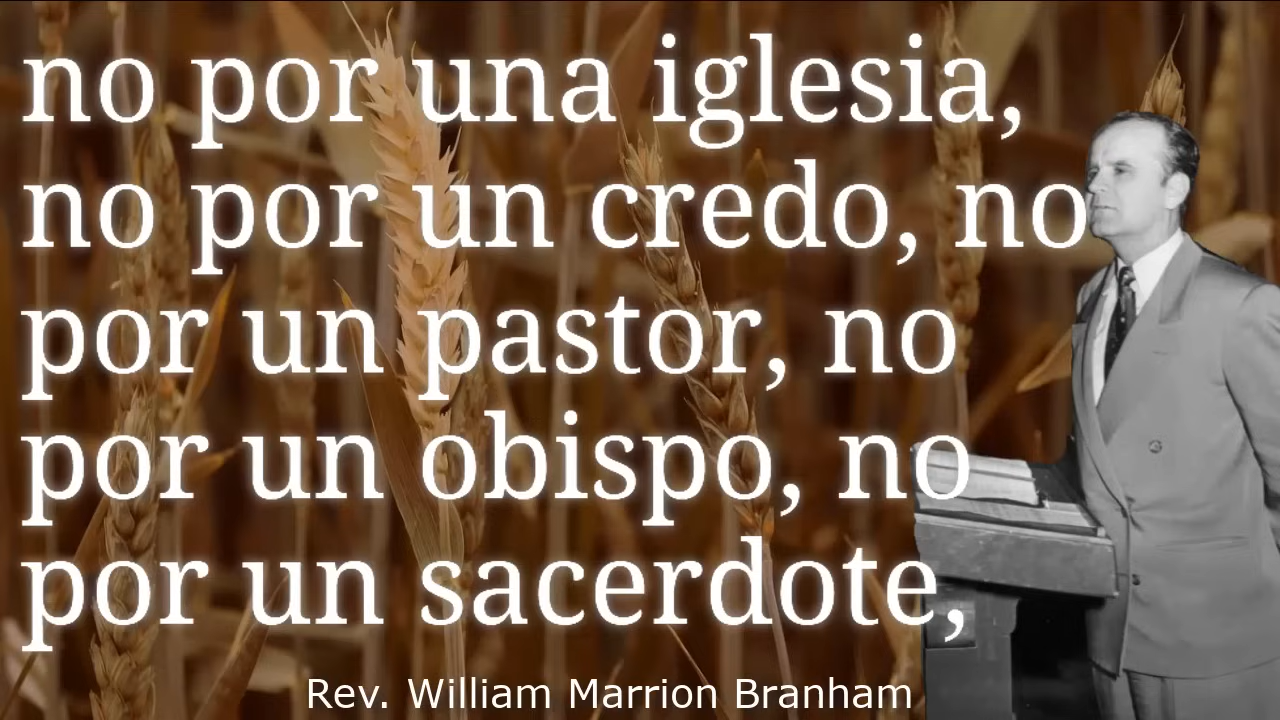 no por una iglesia,
no por un credo, no
por un pastor, no
por un obispo, no
por un sacerdote,
Rev. William Marrion Branham